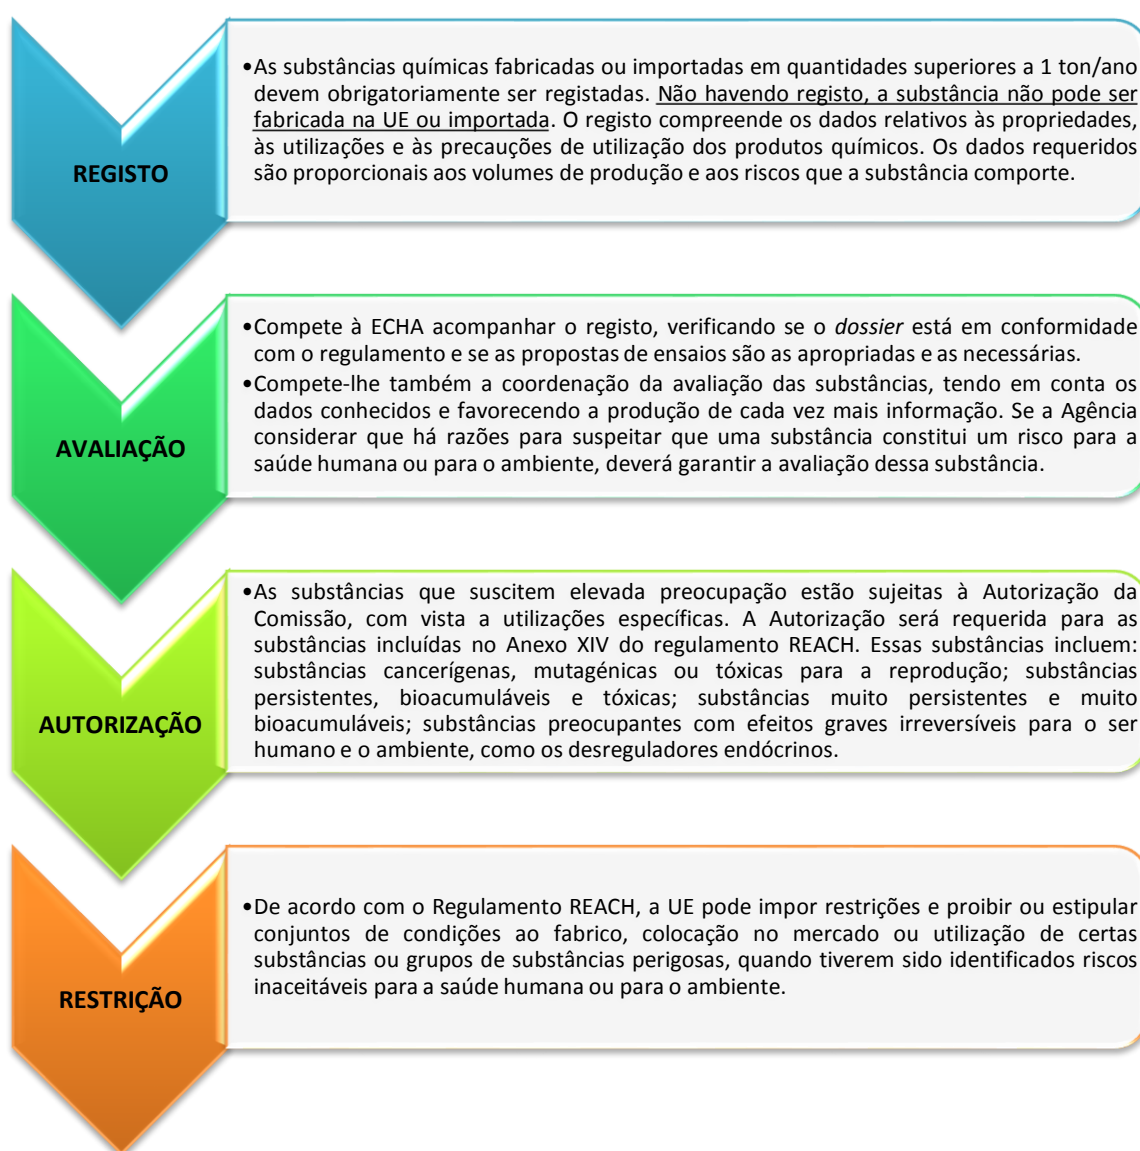 REGISTO
•As substâncias químicas fabricadas ou importadas em quantidades superiores a 1 ton/ano
devem obrigatoriamente ser registadas. Não havendo registo, a substância não pode ser
fabricada na UE ou importada. O registo compreende os dados relativos às propriedades,
às utilizações e às precauções de utilização dos produtos químicos. Os dados requeridos
são proporcionais aos volumes de produção e aos riscos que a substância comporte.
AVALIAÇÃO
•Compete à ECHA acompanhar o registo, verificando se o dossier está em conformidade
com o regulamento e se as propostas de ensaios são as apropriadas e as necessárias.
•Compete-lhe também a coordenação da avaliação das substâncias, tendo em conta os
dados conhecidos e favorecendo a produção de cada vez mais informação. Se a Agência
considerar que há razões para suspeitar que uma substância constitui um risco para a
saúde humana ou para o ambiente, deverá garantir a avaliação dessa substância.
AUTORIZAÇÃO
•As substâncias que suscitem elevada preocupação estão sujeitas à Autorização da
Comissão, com vista a utilizações específicas. A Autorização será requerida para as
substâncias incluídas no Anexo XIV do regulamento REACH. Essas substâncias incluem:
substâncias cancerígenas, mutagénicas ou tóxicas para a reprodução; substâncias
persistentes, bioacumuláveis e tóxicas; substâncias muito persistentes e muito
bioacumuláveis; substâncias preocupantes com efeitos graves irreversíveis para o ser
humano e o ambiente, como os desreguladores endócrinos.
RESTRIÇÃO
•De acordo com o Regulamento REACH, a UE pode impor restrições e proibir ou estipular
conjuntos de condições ao fabrico, colocação no mercado ou utilização de certas
substâncias ou grupos de substâncias perigosas, quando tiverem sido identificados riscos
inaceitáveis para a saúde humana ou para o ambiente.